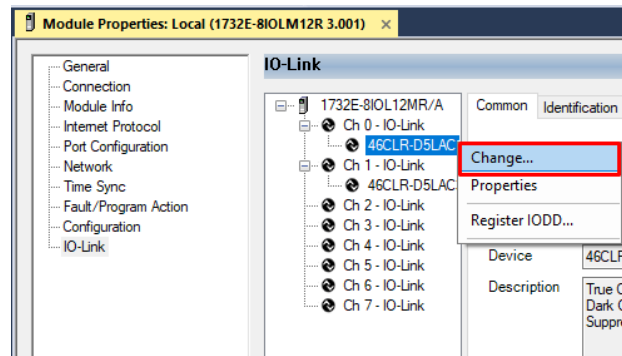 Module Properties: Local (1732E-8IOLM12R 3.001) ×
General
Connection
Module Info
Internet Protocol
Port Configuration
Network
Time Sync
Fault/Program Action
Configuration
IO-Link
IO-Link
1732E-8IOL12MR/A
Ch 0 - IO-Link
46CLR-D5LAC
Ch 1 - IO-Link
46CLR-D5LAC
Ch 2 - IO-Link
Ch 3 - IO-Link
Ch 4 - IO-Link
Ch 5 - IO-Link
Ch 6 - IO-Link
Ch 7 - IO-Link
Common Identification
Change...
Properties
Register IODD...
Device 46CLF
Description True C
Dark C
Suppre